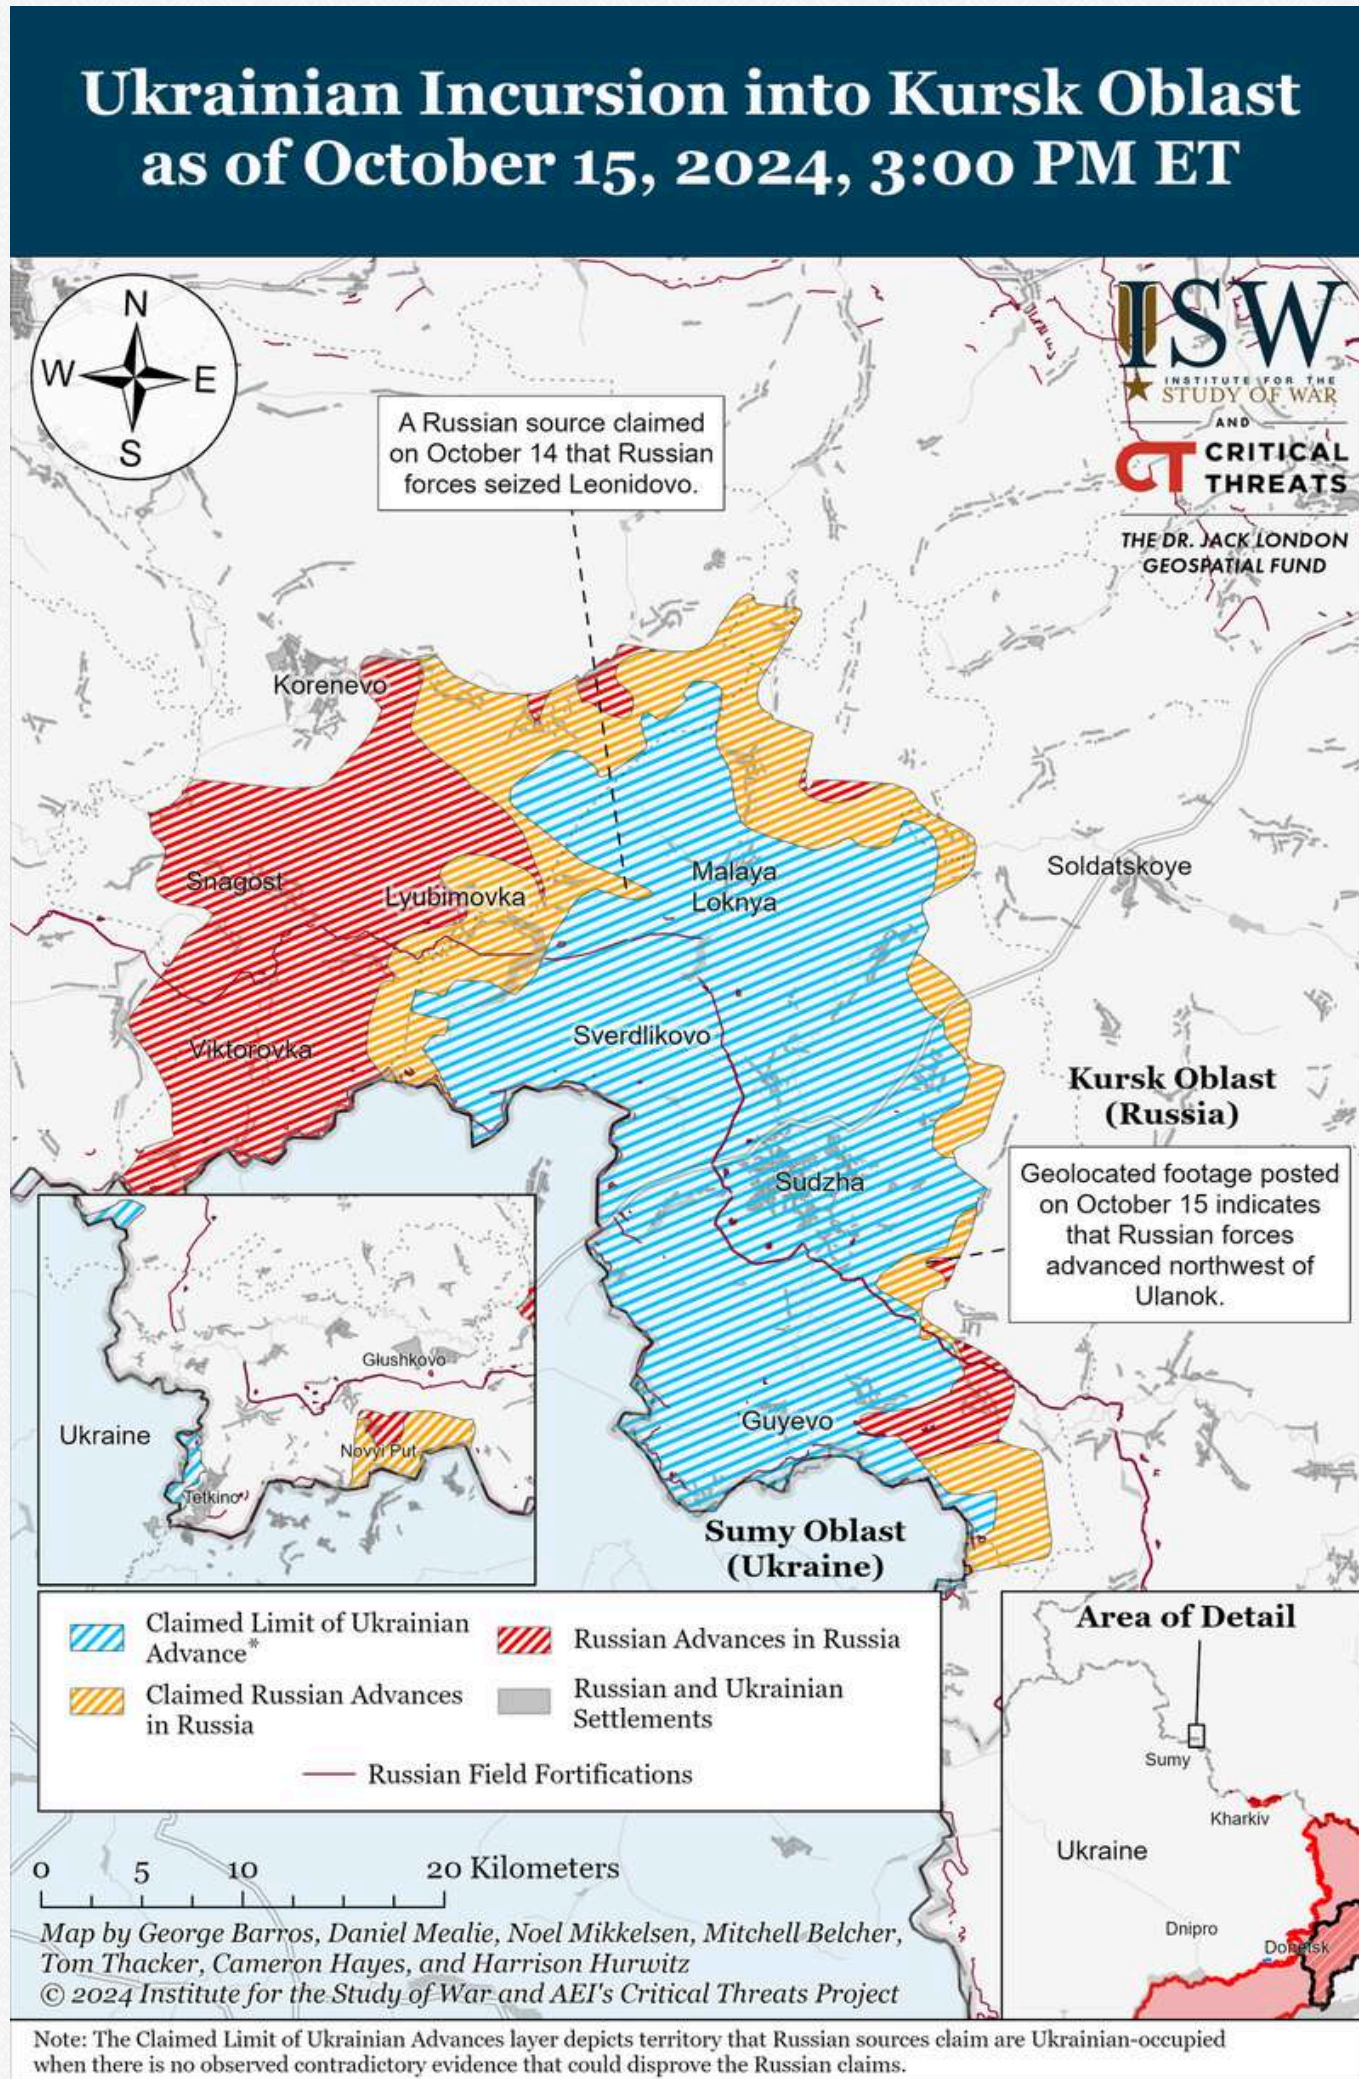 Ukrainian Incursion into Kursk Oblast
as of October 15, 2024, 3:00 PM ET
N
W
E
S
ISW
INSTITUTE FOR THE
STUDY OF WAR
AND
CT CRITICAL
THREATS
THE DR. JACK LONDON
GEOSPATIAL FUND
A Russian source claimed
on October 14 that Russian
forces seized Leonidovo.
Korenevo
Snagost
Lyubimovka
Malaya
Loknya
Soldatskoye
Sverdlikovo
Viktorovka
Kursk Oblast
(Russia)
Sudzha
Geolocated footage posted
on October 15 indicates
that Russian forces
advanced northwest of
Ulanok.
Guyevo
Sumy Oblast
(Ukraine)
Glushkovo
Ukraine
Novyi Put
Tetkino
Claimed Limit of Ukrainian
Advance*
Claimed Russian Advances
in Russia
Russian Advances in Russia
Russian and Ukrainian
Settlements
Russian Field Fortifications
Area of Detail
Sumy
Kharkiv
Ukraine
Dnipro
Donetsk
0 5 10 20 Kilometers
Map by George Barros, Daniel Mealie, Noel Mikkelsen, Mitchell Belcher,
Tom Thacker, Cameron Hayes, and Harrison Hurwitz
© 2024 Institute for the Study of War and AEI's Critical Threats Project
Note: The Claimed Limit of Ukrainian Advances layer depicts territory that Russian sources claim are Ukrainian-occupied
when there is no observed contradictory evidence that could disprove the Russian claims.